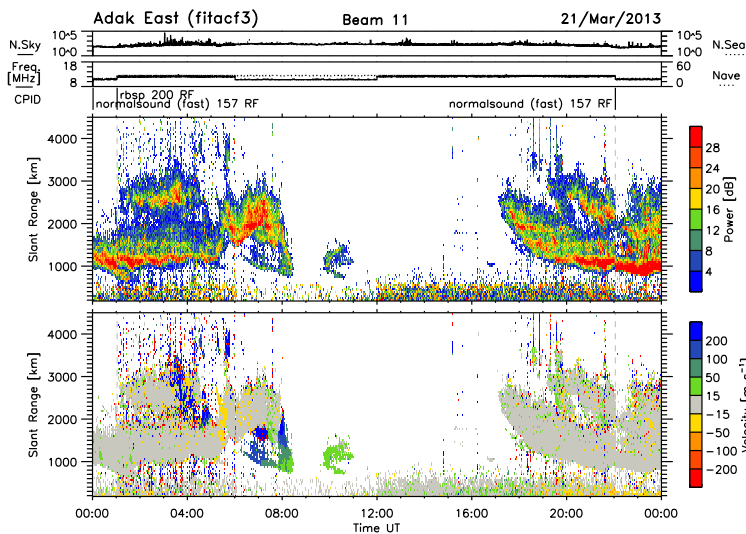 Adak East (fitacf3) Beam 11 21/Mar/2013
N.Sky 10^5 10^0 10^5 10^0 N.Sea
Freq. [MHz] 18 8 60 0 Nave
CPID
rbsp 200 RF
normalsound (fast) 157 RF normalsound (fast) 157 RF
Slant Range [km]
4000
3000
2000
1000
28
24
20
16
12
8
4
Power [dB]
Slant Range [km]
4000
3000
2000
1000
200
100
50
15
-15
-50
-100
-200
Velocity [m s^-1]
00:00 04:00 08:00 12:00 16:00 20:00 00:00
Time UT